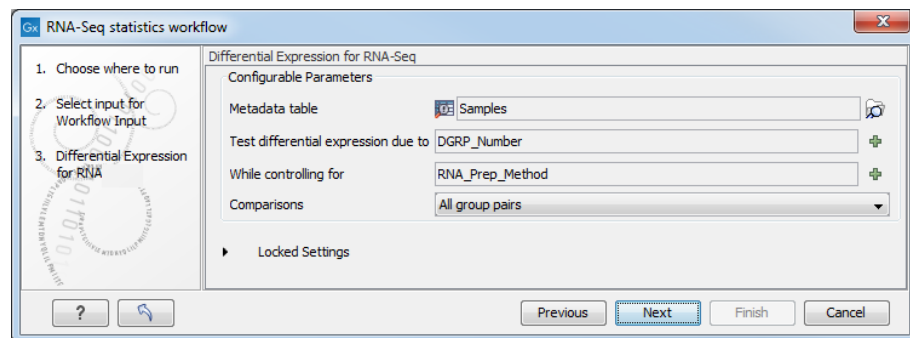 Gx RNA-Seq statistics workflow
x
1. Choose where to run
2. Select input for
Workflow Input
3. Differential Expression
for RNA
Differential Expression for RNA-Seq
Configurable Parameters
Metadata table Samples
Test differential expression due to DGRP_Number
While controlling for RNA_Prep_Method
Comparisons All group pairs
Locked Settings
? Previous Next Finish Cancel